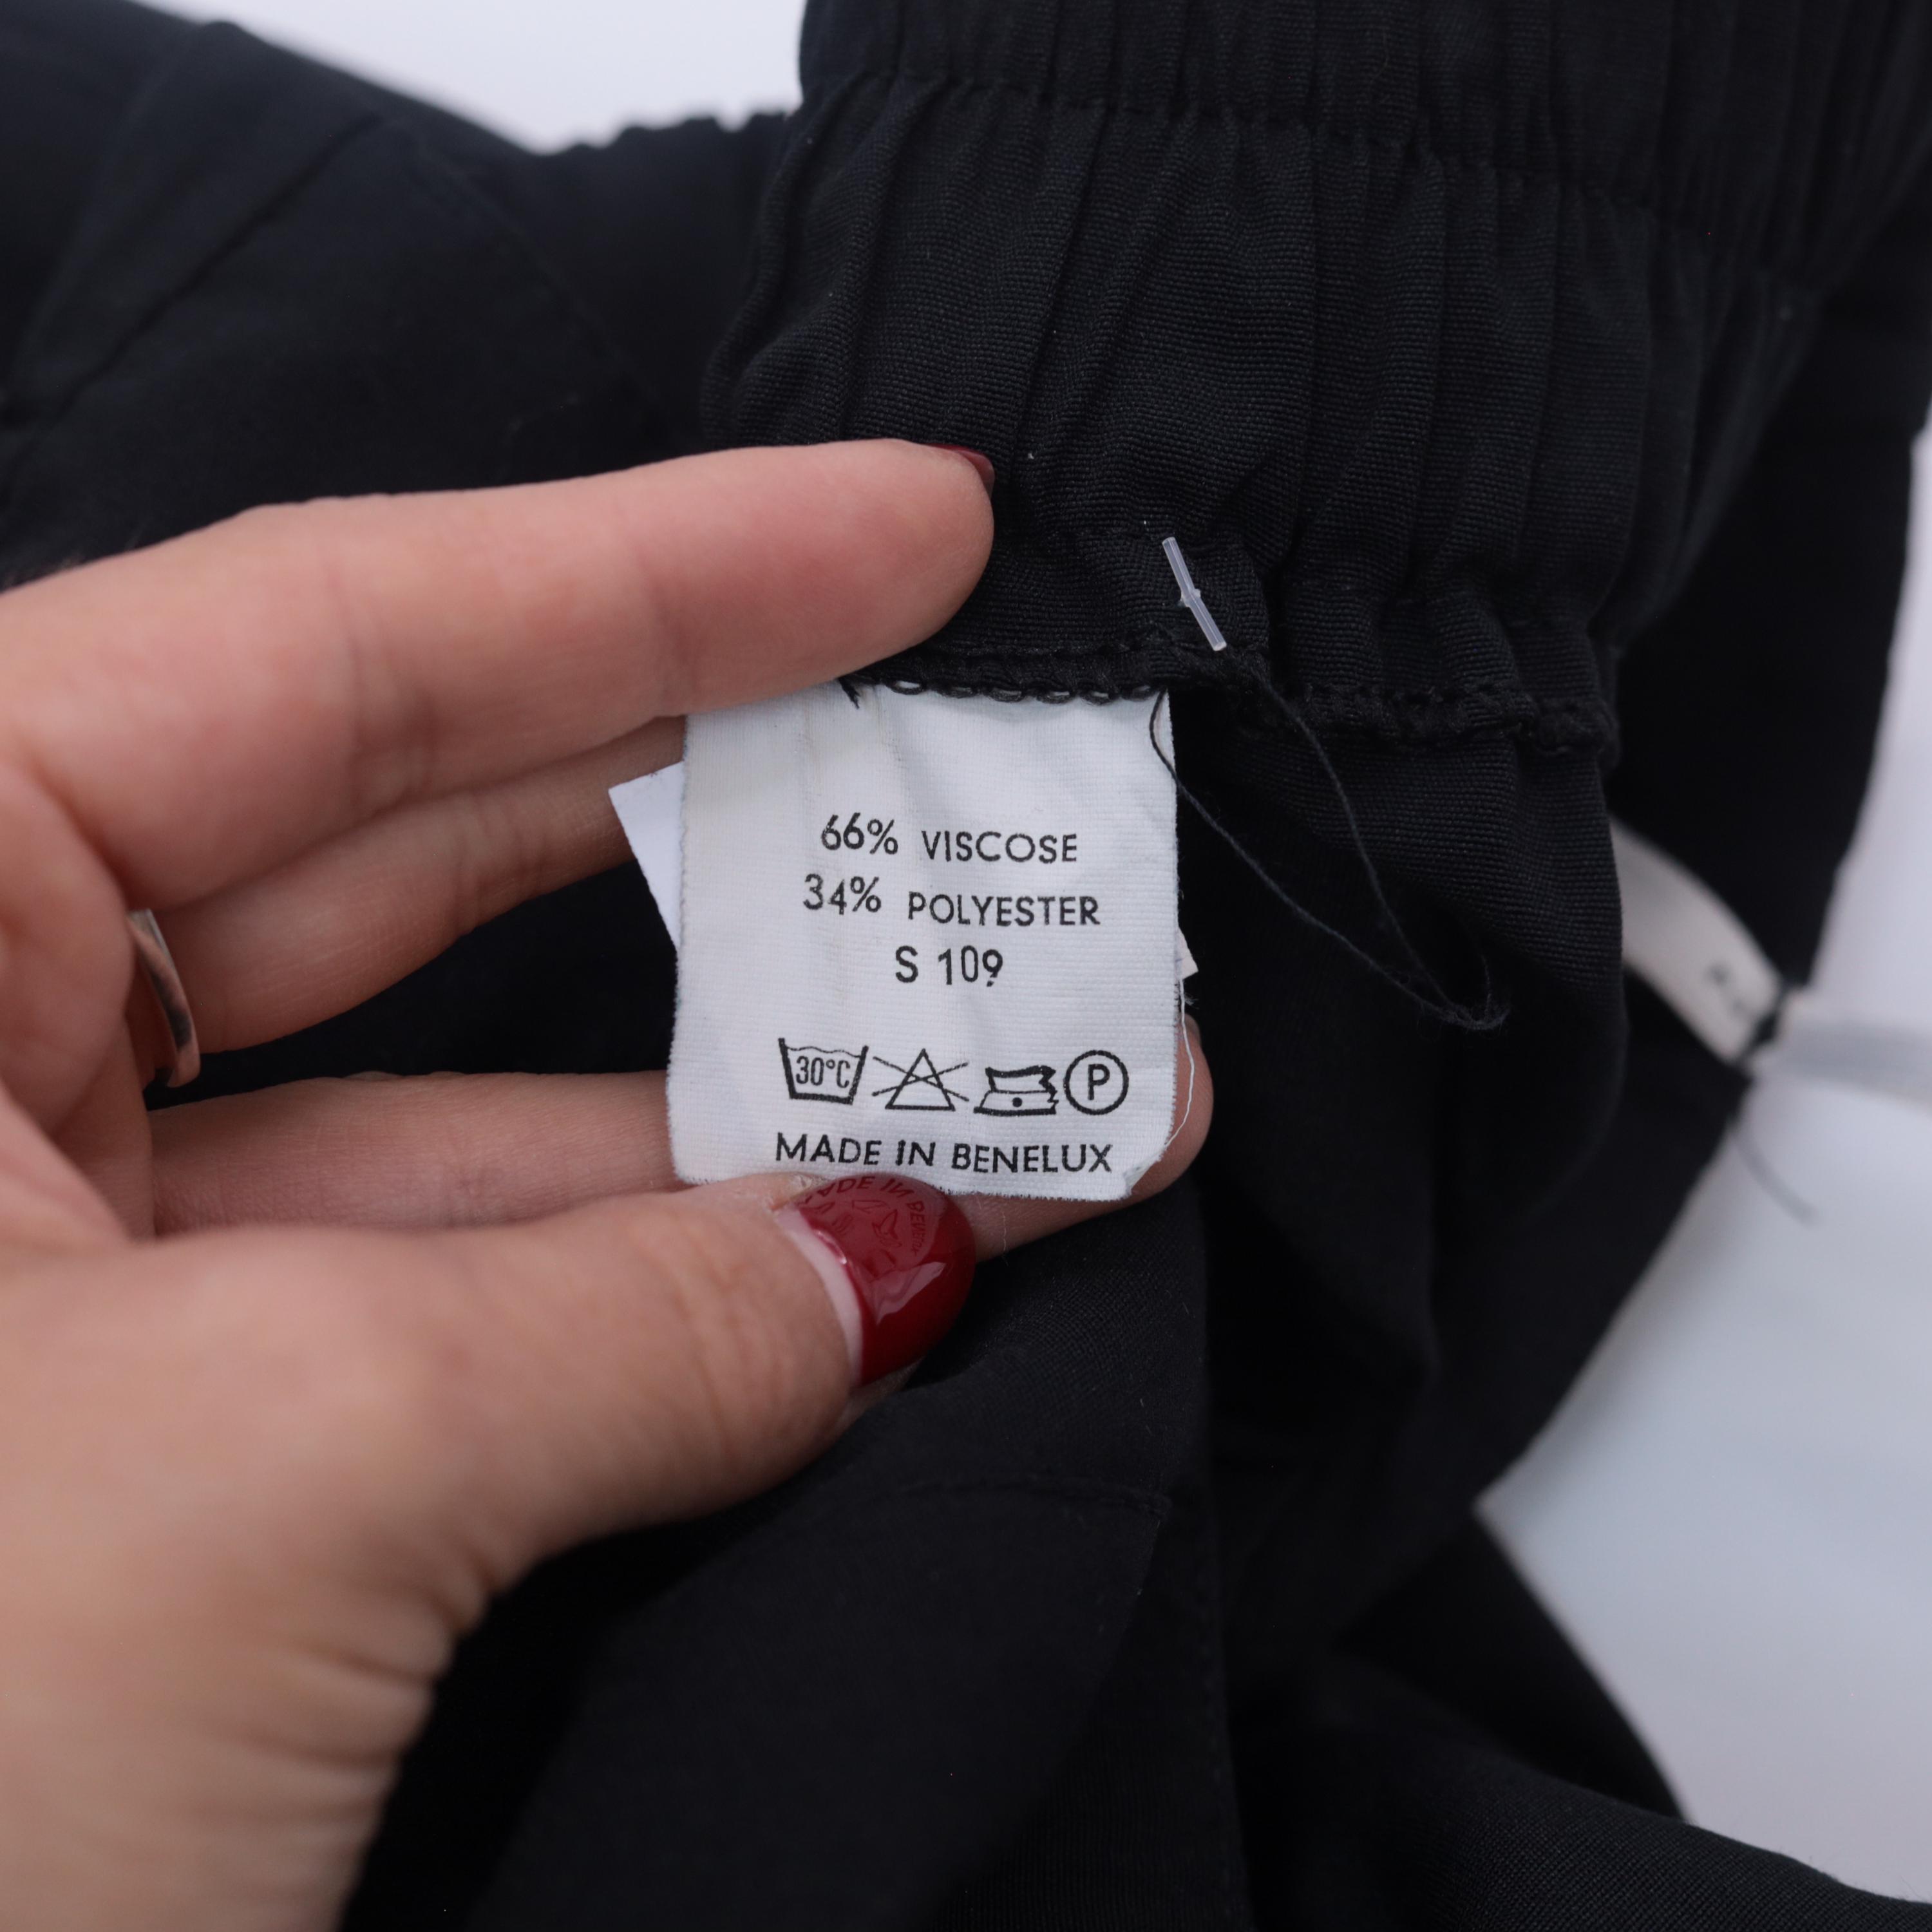 66% VISCOSE
34% POLYESTER
S 109
30°C
P
MADE IN BENELUX